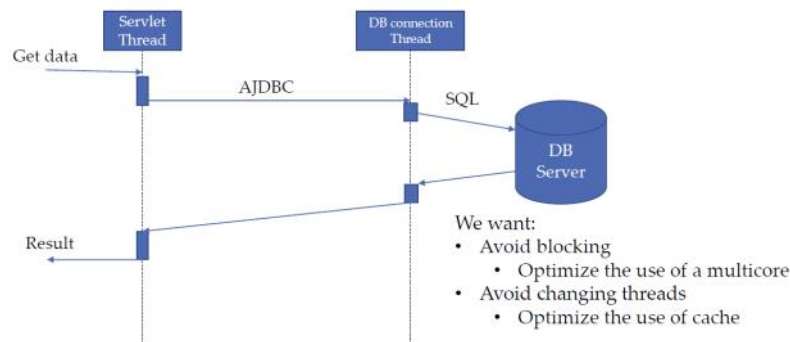 Servlet
Thread
DB connection
Thread
Get data
AJDBC
SQL
DB
Server
Result
We want:
• Avoid blocking
• Optimize the use of a multicore
• Avoid changing threads
• Optimize the use of cache